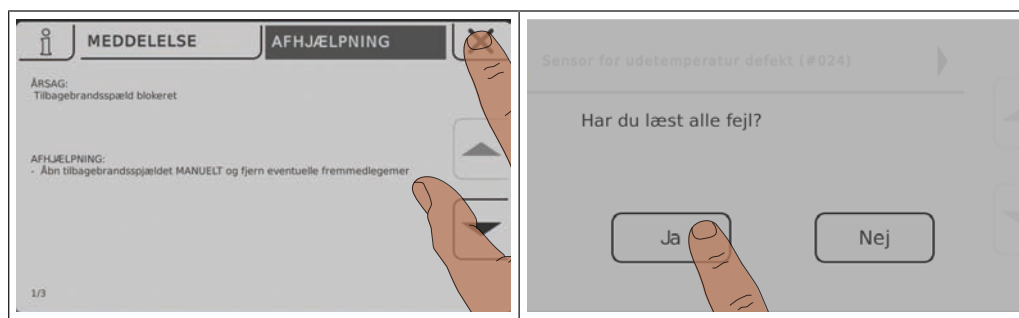 MEDDELELSE
AFHJÆLPNING
ÅRSAG:
Tilbagebrandsspæld blokeret
AFHJÆLPNING:
- Åbn tilbagebrandsspjældet MANUELT og fjern eventuelle fremmedlegemer
1/3
Sensor for udetemperatur defekt (#024)
Har du læst alle fejl?
Ja
Nej